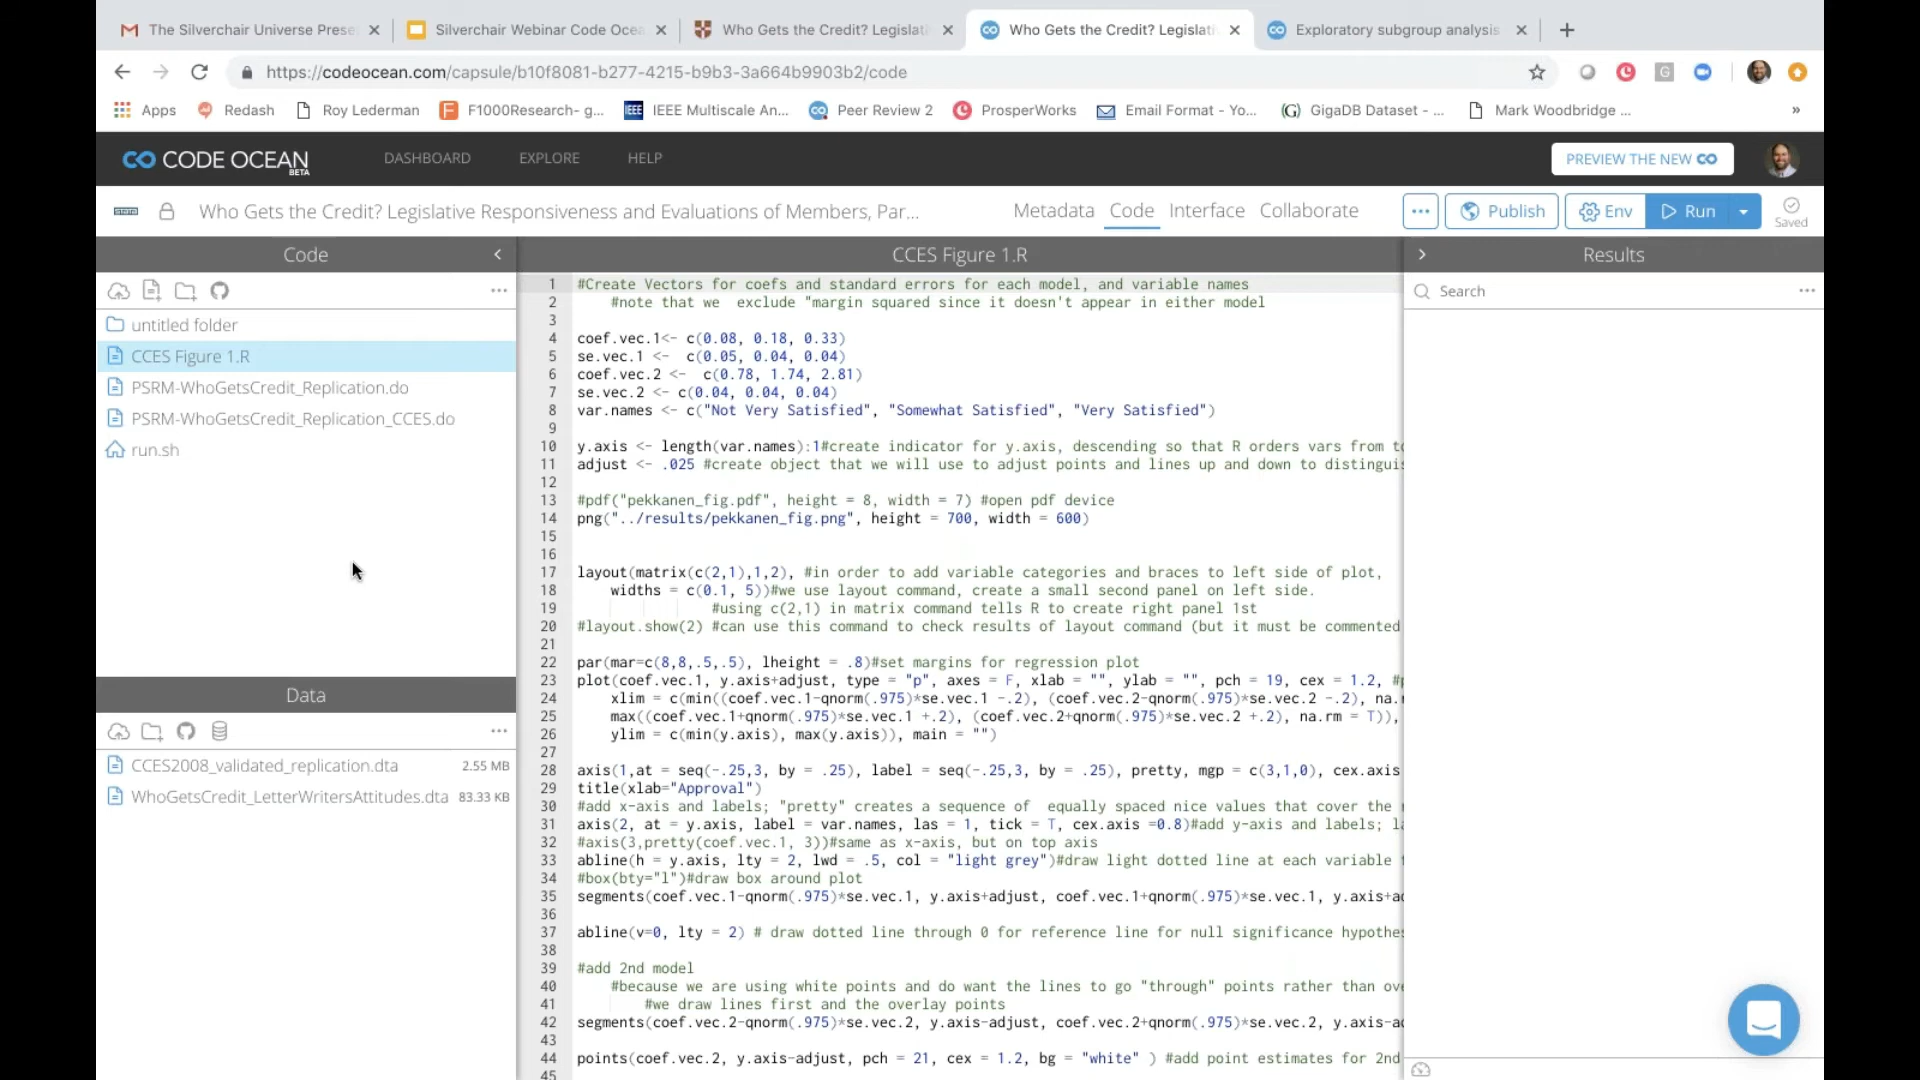 The Silverchair Universe Prese
Silverchair Webinar Code Ocea
Who Gets the Credit? Legislati
Who Gets the Credit? Legislati
Exploratory subgroup analysis
https://codeocean.com/capsule/b10f8081-b277-4215-b9b3-3a664b9903b2/code
Apps
Redash
Roy Lederman
F1000Research- g...
IEEE Multiscale An...
Peer Review 2
ProsperWorks
Email Format - Yo...
GigaDB Dataset - ...
Mark Woodbridge ...
»
CODE OCEAN BETA
DASHBOARD
EXPLORE
HELP
PREVIEW THE NEW
Who Gets the Credit? Legislative Responsiveness and Evaluations of Members, Par...
Metadata
Code
Interface
Collaborate
Publish
Env
Run
Saved
Code
CCES Figure 1.R
Results
Search
untitled folder
CCES Figure 1.R
PSRM-WhoGetsCredit_Replication.do
PSRM-WhoGetsCredit_Replication_CCES.do
run.sh
Data
CCES2008_validated_replication.dta 2.55 MB
WhoGetsCredit_LetterWritersAttitudes.dta 83.33 KB
1 #Create Vectors for coefs and standard errors for each model, and variable names
2 #note that we  exclude "margin squared since it doesn't appear in either model
3
4 coef.vec.1<- c(0.08, 0.18, 0.33)
5 se.vec.1 <-  c(0.05, 0.04, 0.04)
6 coef.vec.2 <-  c(0.78, 1.74, 2.81)
7 se.vec.2 <- c(0.04, 0.04, 0.04)
8 var.names <- c("Not Very Satisfied", "Somewhat Satisfied", "Very Satisfied")
9
10 y.axis <- length(var.names):1#create indicator for y.axis, descending so that R orders vars from to
11 adjust <- .025 #create object that we will use to adjust points and lines up and down to distinguis
12
13 #pdf("pekkanen_fig.pdf", height = 8, width = 7) #open pdf device
14 png("../results/pekkanen_fig.png", height = 700, width = 600)
15
16
17 layout(matrix(c(2,1),1,2), #in order to add variable categories and braces to left side of plot,
18 widths = c(0.1, 5))#we use layout command, create a small second panel on left side.
19 #using c(2,1) in matrix command tells R to create right panel 1st
20 #layout.show(2) #can use this command to check results of layout command (but it must be commented
21
22 par(mar=c(8,8,.5,.5), lheight = .8)#set margins for regression plot
23 plot(coef.vec.1, y.axis+adjust, type = "p", axes = F, xlab = "", ylab = "", pch = 19, cex = 1.2, #p
24 xlim = c(min((coef.vec.1-qnorm(.975)*se.vec.1 -.2), (coef.vec.2-qnorm(.975)*se.vec.2 -.2), na.r
25 max((coef.vec.1+qnorm(.975)*se.vec.1 +.2), (coef.vec.2+qnorm(.975)*se.vec.2 +.2), na.rm = T)),
26 ylim = c(min(y.axis), max(y.axis)), main = "")
27
28 axis(1,at = seq(-.25,3, by = .25), label = seq(-.25,3, by = .25), pretty, mgp = c(3,1,0), cex.axis
29 title(xlab="Approval")
30 #add x-axis and labels; "pretty" creates a sequence of  equally spaced nice values that cover the r
31 axis(2, at = y.axis, label = var.names, las = 1, tick = T, cex.axis =0.8)#add y-axis and labels; la
32 #axis(3,pretty(coef.vec.1, 3))#same as x-axis, but on top axis
33 abline(h = y.axis, lty = 2, lwd = .5, col = "light grey")#draw light dotted line at each variable f
34 #box(bty="l")#draw box around plot
35 segments(coef.vec.1-qnorm(.975)*se.vec.1, y.axis+adjust, coef.vec.1+qnorm(.975)*se.vec.1, y.axis+ad
36
37 abline(v=0, lty = 2) # draw dotted line through 0 for reference line for null significance hypothes
38
39 #add 2nd model
40 #because we are using white points and do want the lines to go "through" points rather than ove
41 #we draw lines first and the overlay points
42 segments(coef.vec.2-qnorm(.975)*se.vec.2, y.axis-adjust, coef.vec.2+qnorm(.975)*se.vec.2, y.axis-ad
43
44 points(coef.vec.2, y.axis-adjust, pch = 21, cex = 1.2, bg = "white" ) #add point estimates for 2nd
45